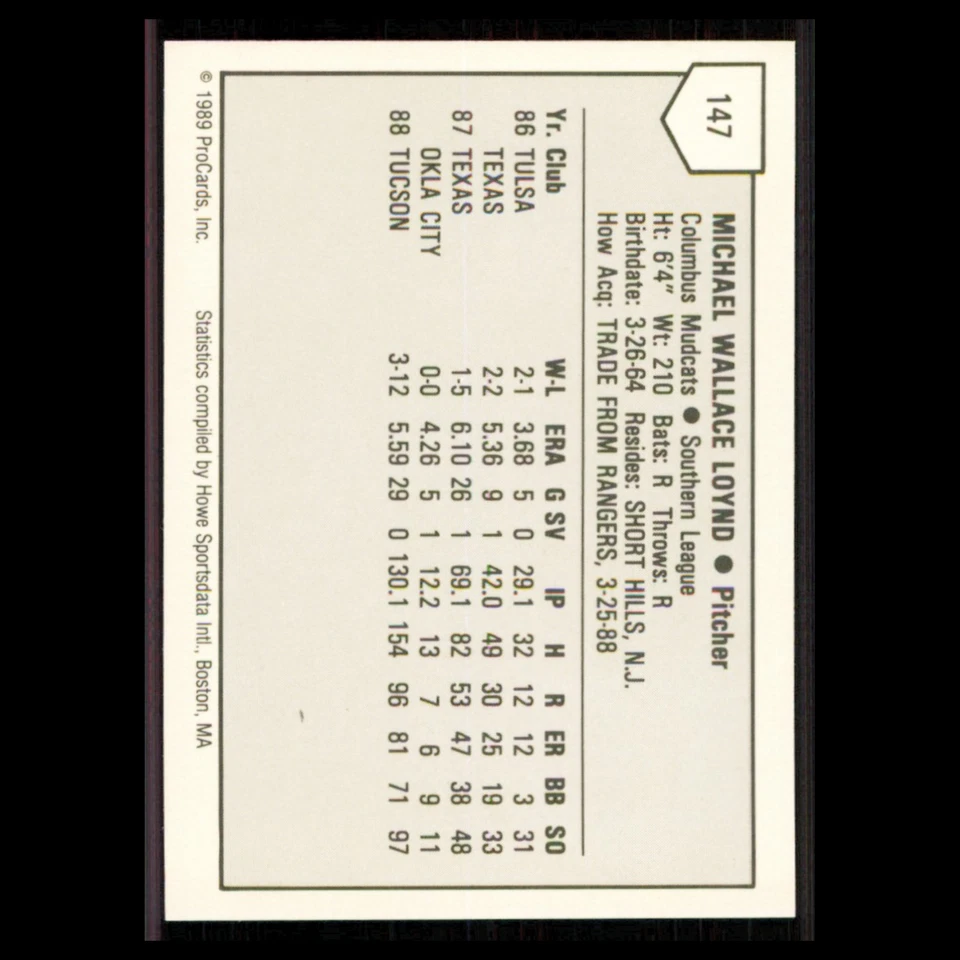 147
MICHAEL WALLACE LOYND ● Pitcher
Columbus Mudcats ● Southern League
Ht: 6'4" Wt: 210 Bats: R Throws: R
Birthdate: 3-26-64 Resides: SHORT HILLS, N.J.
How Acq: TRADE FROM RANGERS, 3-25-88
Yr. Club W-L ERA G SV IP H R ER BB SO
86 TULSA 2-1 3.68 5 0 29.1 32 12 12 3 31
TEXAS 2-2 5.36 9 1 42.0 49 30 25 19 33
87 TEXAS 1-5 6.10 26 1 69.1 82 53 47 38 48
OKLA CITY 0-0 4.26 5 1 12.2 13 7 6 9 11
88 TUCSON 3-12 5.59 29 0 130.1 154 96 81 71 97
© 1989 ProCards, Inc. Statistics compiled by Howe Sportsdata Intl., Boston, MA